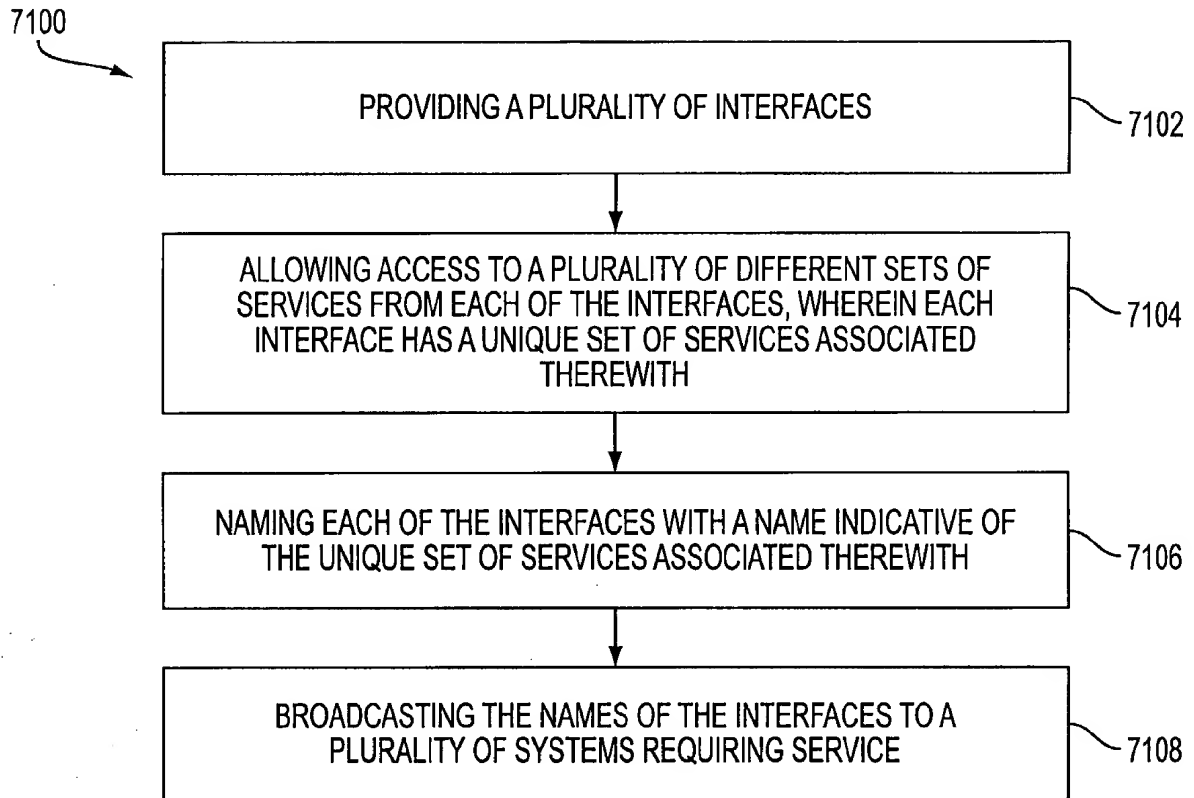 7100
PROVIDING A PLURALITY OF INTERFACES
7102
ALLOWING ACCESS TO A PLURALITY OF DIFFERENT SETS OF
SERVICES FROM EACH OF THE INTERFACES, WHEREIN EACH
INTERFACE HAS A UNIQUE SET OF SERVICES ASSOCIATED
THEREWITH
7104
NAMING EACH OF THE INTERFACES WITH A NAME INDICATIVE OF
THE UNIQUE SET OF SERVICES ASSOCIATED THEREWITH
7106
BROADCASTING THE NAMES OF THE INTERFACES TO A
PLURALITY OF SYSTEMS REQUIRING SERVICE
7108